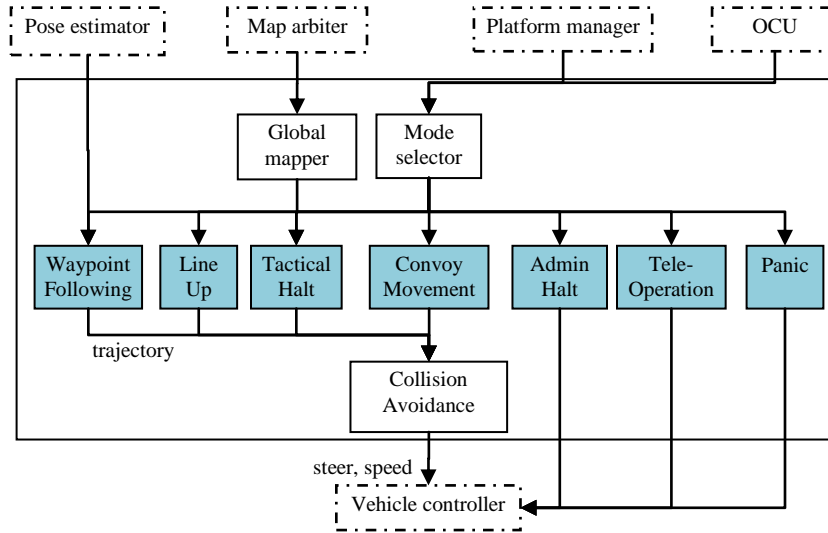 Pose estimator
Map arbiter
Platform manager
OCU
Global
mapper
Mode
selector
Waypoint
Following
Line
Up
Tactical
Halt
Convoy
Movement
Admin
Halt
Tele-
Operation
Panic
trajectory
Collision
Avoidance
steer, speed
Vehicle controller